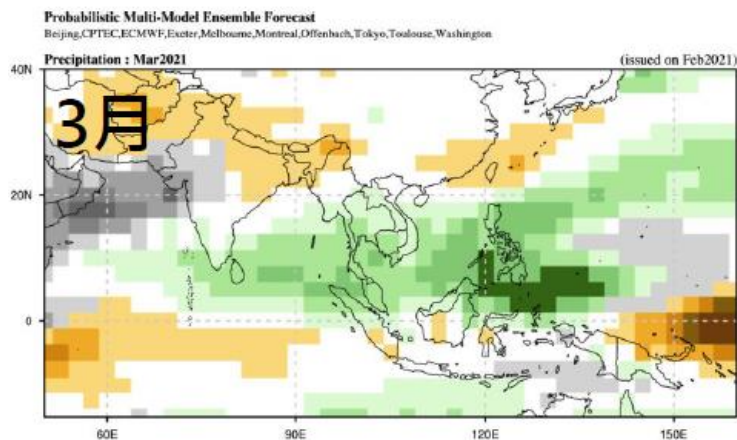 Probabilistic Multi-Model Ensemble Forecast
Beijing,CPTEC,ECMWF,Exeter,Melbourne,Montreal,Offenbach,Tokyo,Toulouse,Washington
Precipitation : Mar2021 (issued on Feb2021)
40N
3月
20N
0
60E 90E 120E 150E